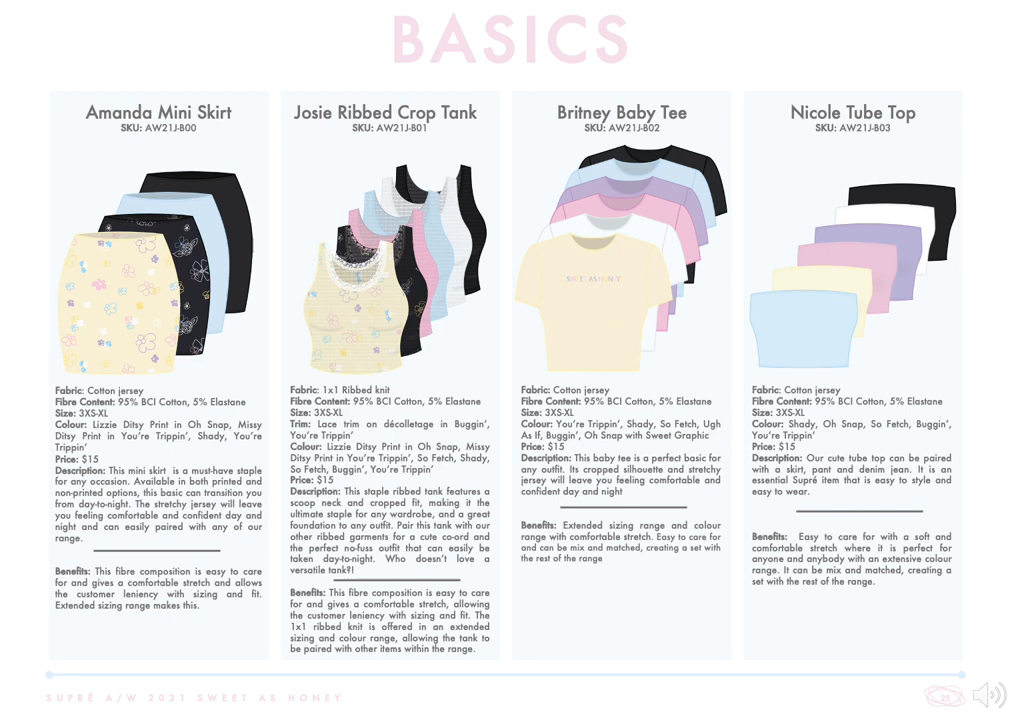 BASICS
Amanda Mini Skirt
SKU: AW21J-B00
Fabric: Cotton jersey
Fibre Content: 95% BCI Cotton, 5% Elastane
Size: 3XS-XL
Colour: Lizzie Ditsy Print in Oh Snap, Missy
Ditsy Print in You’re Trippin’, Shady, You’re
Trippin’
Price: $15
Description: This mini skirt is a must-have staple
for any occasion. Available in both printed and
non-printed options, this basic can transition you
from day-to-night. The stretchy jersey will leave
you feeling comfortable and confident day and
night and can easily paired with any of our
range.
Benefits: This fibre composition is easy to care
for and gives a comfortable stretch and allows
the customer leniency with sizing and fit.
Extended sizing range makes this.
Josie Ribbed Crop Tank
SKU: AW21J-B01
Fabric: 1x1 Ribbed knit
Fibre Content: 95% BCI Cotton, 5% Elastane
Size: 3XS-XL
Trim: Lace trim on décolletage in Buggin’,
You’re Trippin’
Colour: Lizzie Ditsy Print in Oh Snap, Missy
Ditsy Print in You’re Trippin’, So Fetch, Shady,
So Fetch, Buggin’, You’re Trippin’
Price: $15
Description: This staple ribbed tank features a
scoop neck and cropped fit, making it the
ultimate staple for any wardrobe, and a great
foundation to any outfit. Pair this tank with our
other ribbed garments for a cute co-ord and
the perfect no-fuss outfit that can easily be
taken day-to-night. Who doesn’t love a
versatile tank?!
Benefits: This fibre composition is easy to care
for and gives a comfortable stretch, allowing
the customer leniency with sizing and fit. The
1x1 ribbed knit is offered in an extended
sizing and colour range, allowing the tank to
be paired with other items within the range.
Britney Baby Tee
SKU: AW21J-B02
SWEET AS HONEY
Fabric: Cotton jersey
Fibre Content: 95% BCI Cotton, 5% Elastane
Size: 3XS-XL
Colour: You’re Trippin’, Shady, So Fetch, Ugh
As If, Buggin’, Oh Snap with Sweet Graphic
Price: $15
Description: This baby tee is a perfect basic for
any outfit. Its cropped silhouette and stretchy
jersey will leave you feeling comfortable and
confident day and night
Benefits: Extended sizing range and colour
range with comfortable stretch. Easy to care for
and can be mix and matched, creating a set with
the rest of the range
Nicole Tube Top
SKU: AW21J-B03
Fabric: Cotton jersey
Fibre Content: 95% BCI Cotton, 5% Elastane
Size: 3XS-XL
Colour: Shady, Oh Snap, So Fetch, Buggin’,
You’re Trippin’
Price: $15
Description: Our cute tube top can be paired
with a skirt, pant and denim jean. It is an
essential Supré item that is easy to style and
easy to wear.
Benefits: Easy to care for with a soft and
comfortable stretch where it is perfect for
anyone and anybody with an extensive colour
range. It can be mix and matched, creating a
set with the rest of the range.
SUPRÉ A/W 2021 SWEET AS HONEY
25